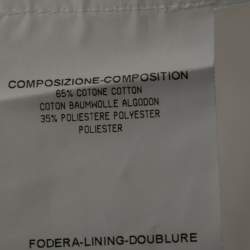 COMPOSIZIONE-COMPOSITION
65% COTONE COTTON
COTON BAUMWOLLE ALGODON
35% POLIESTERE POLYESTER
POLIESTER
FODERA-LINING-DOUBLURE